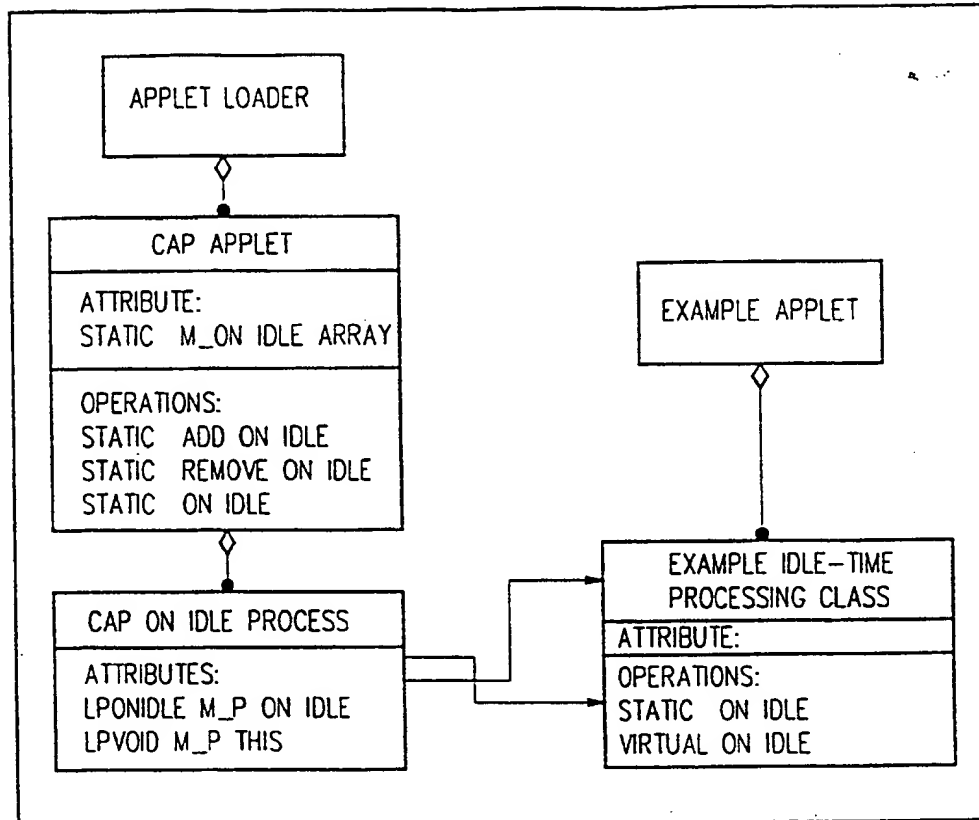 APPLET LOADER
CAP APPLET
ATTRIBUTE:
STATIC M_ON IDLE ARRAY
OPERATIONS:
STATIC ADD ON IDLE
STATIC REMOVE ON IDLE
STATIC ON IDLE
CAP ON IDLE PROCESS
ATTRIBUTES:
LPONIDLE M_P ON IDLE
LPVOID M_P THIS
EXAMPLE APPLET
EXAMPLE IDLE-TIME
PROCESSING CLASS
ATTRIBUTE:
OPERATIONS:
STATIC ON IDLE
VIRTUAL ON IDLE